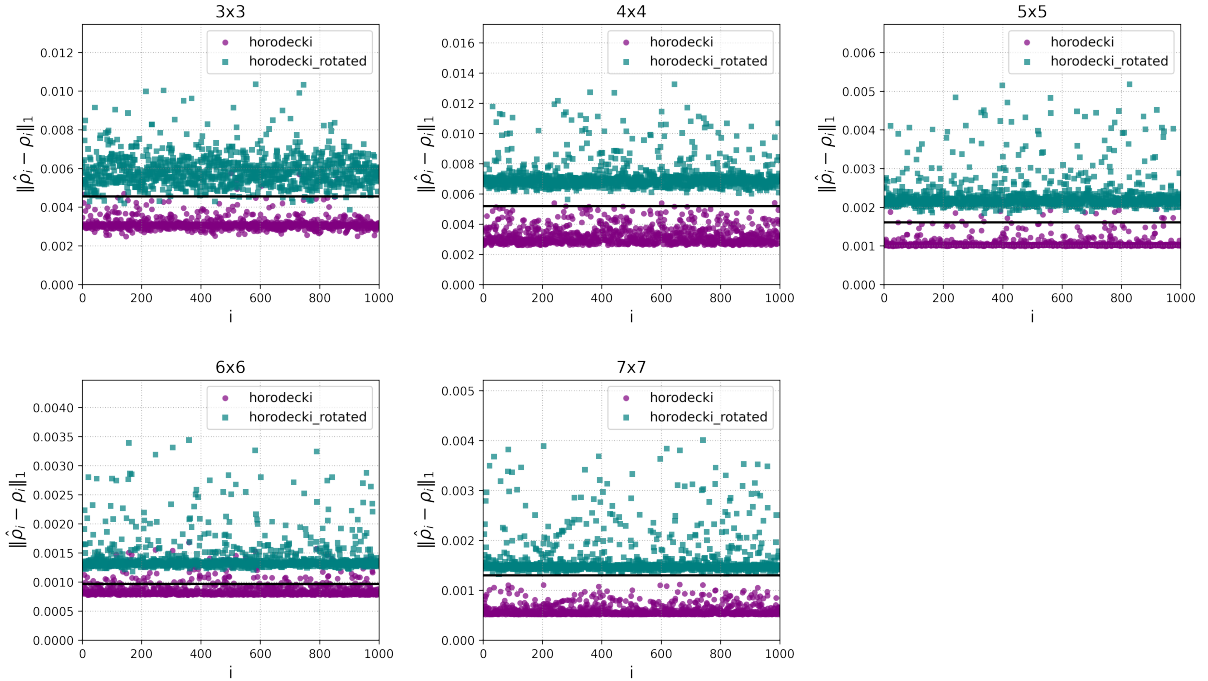 3x3
horodecki
horodecki_rotated
0.012
0.010
0.008
0.006
0.004
0.002
0.000
‖ρ̂ᵢ − ρᵢ‖₁
0 200 400 600 800 1000
i
4x4
horodecki
horodecki_rotated
0.016
0.014
0.012
0.010
0.008
0.006
0.004
0.002
0.000
‖ρ̂ᵢ − ρᵢ‖₁
0 200 400 600 800 1000
i
5x5
horodecki
horodecki_rotated
0.006
0.005
0.004
0.003
0.002
0.001
0.000
‖ρ̂ᵢ − ρᵢ‖₁
0 200 400 600 800 1000
i
6x6
horodecki
horodecki_rotated
0.0040
0.0035
0.0030
0.0025
0.0020
0.0015
0.0010
0.0005
0.0000
‖ρ̂ᵢ − ρᵢ‖₁
0 200 400 600 800 1000
i
7x7
horodecki
horodecki_rotated
0.005
0.004
0.003
0.002
0.001
0.000
‖ρ̂ᵢ − ρᵢ‖₁
0 200 400 600 800 1000
i